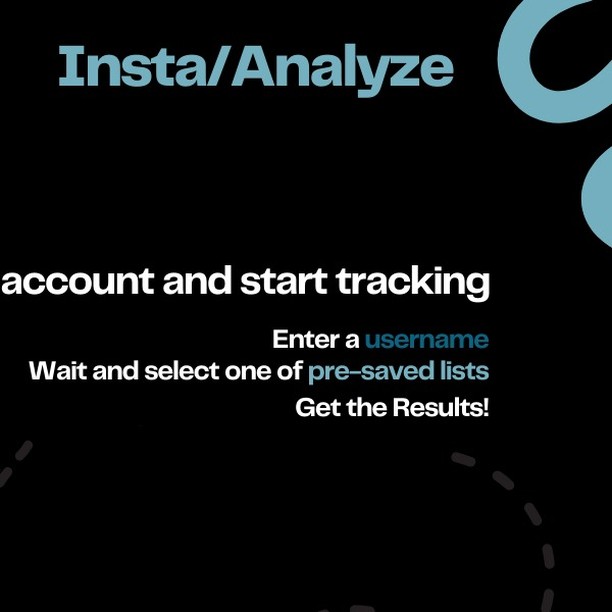 Insta/Analyze
account and start tracking
Enter a username
Wait and select one of pre-saved lists
Get the Results!